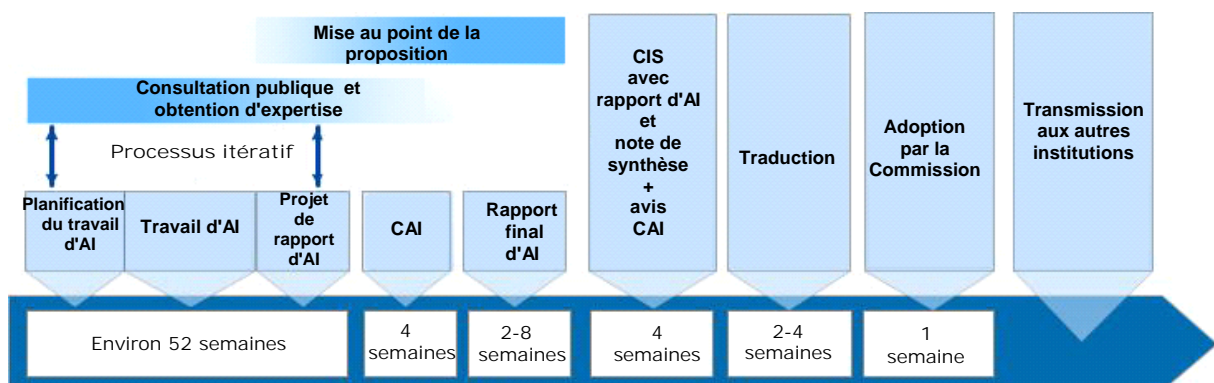 Mise au point de la
proposition
Consultation publique et
obtention d'expertise
Processus itératif
Planification
du travail
d'AI
Travail d'AI
Projet
de
rapport
d'AI
CAI
Rapport
final
d'AI
CIS
avec
rapport d'AI
et
note de
synthèse
+
avis
CAI
Traduction
Adoption
par la
Commission
Transmission
aux autres
institutions
Environ 52 semaines
4
semaines
2-8
semaines
4
semaines
2-4
semaines
1
semaine